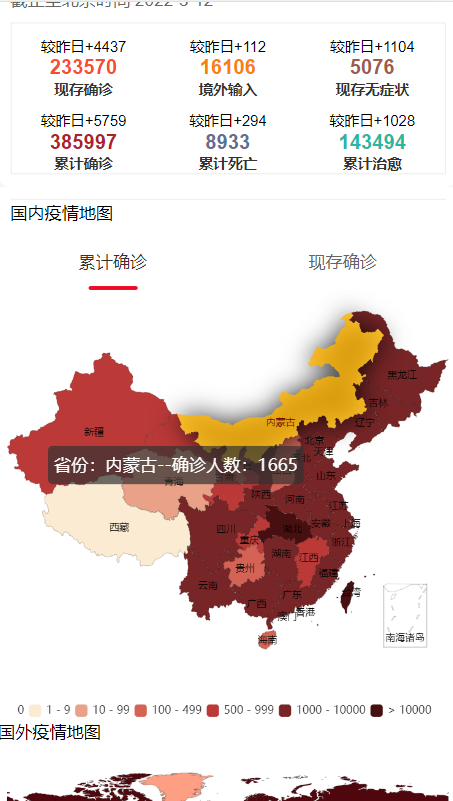 截止至北京时间 2022-3-12
较昨日+4437 较昨日+112 较昨日+1104
233570 16106 5076
现存确诊 境外输入 现存无症状
较昨日+5759 较昨日+294 较昨日+1028
385997 8933 143494
累计确诊 累计死亡 累计治愈
国内疫情地图
累计确诊 现存确诊
黑龙江
吉林
辽宁
内蒙古
新疆
北京
天津
省份：内蒙古--确诊人数：1665
山东
青海
陕西
河南
江苏
西藏
四川
湖北
安徽
上海
重庆
浙江
湖南
江西
贵州
福建
云南
广东
台湾
广西
香港
澳门
海南
南海诸岛
0 1 - 9 10 - 99 100 - 499 500 - 999 1000 - 10000 > 10000
国外疫情地图